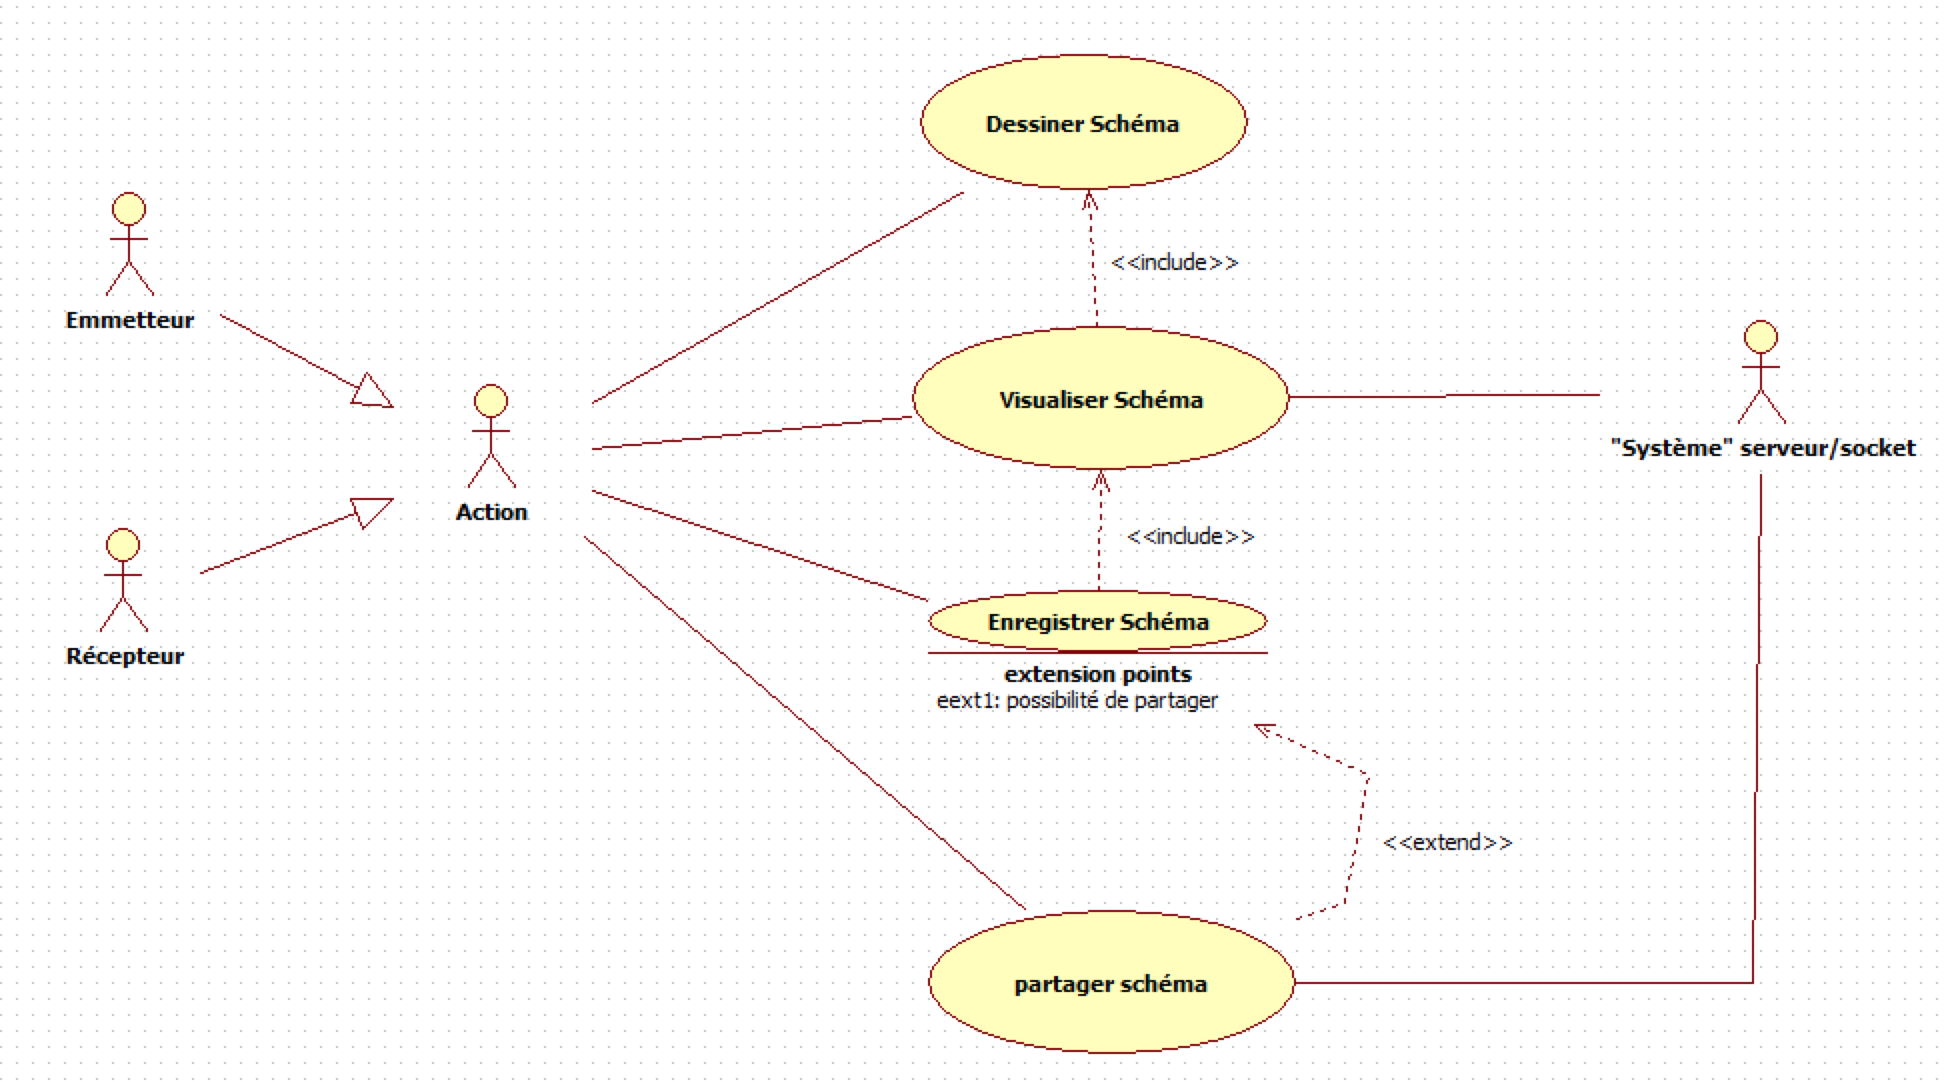 Dessiner Schéma
<<include>>
Emmetteur
Visualiser Schéma
"Système" serveur/socket
Action
<<include>>
Récepteur
Enregistrer Schéma
extension points
eext1: possibilité de partager
<<extend>>
partager schéma